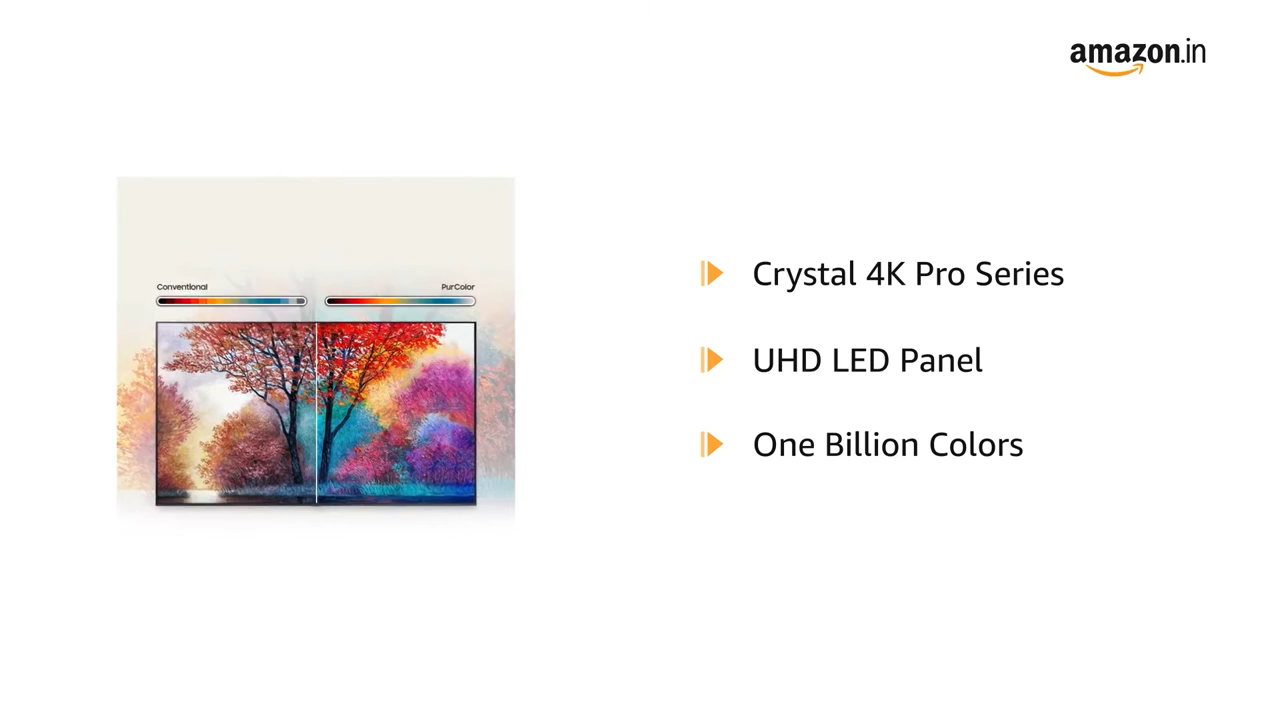 amazon.in
Conventional PurColor
Crystal 4K Pro Series
UHD LED Panel
One Billion Colors